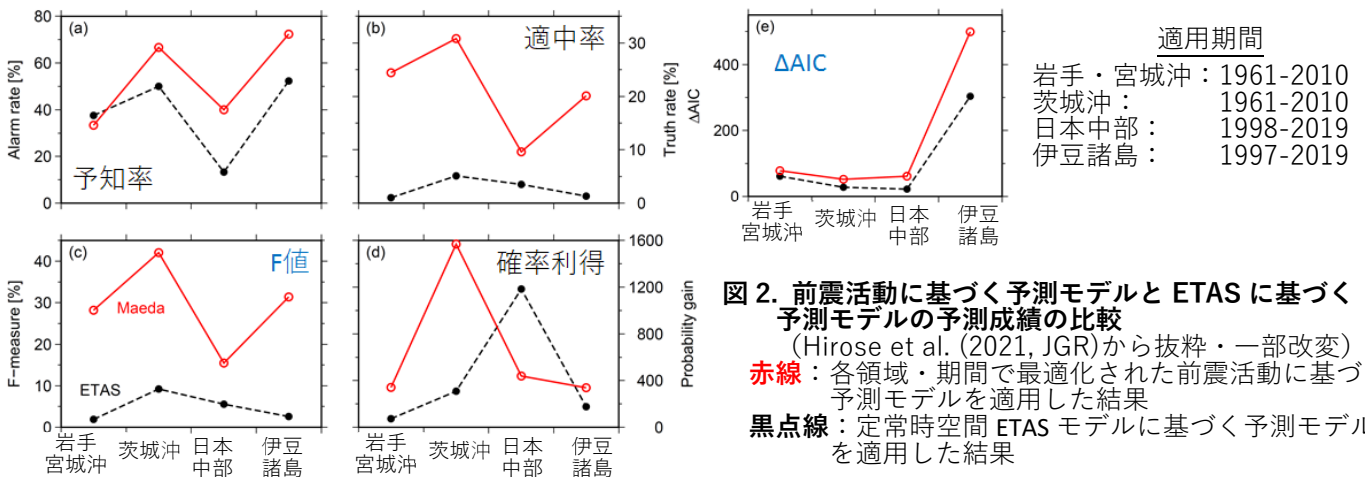 (a)
予知率
Alarm rate [%]
80
60
40
20
0
(b)
適中率
Truth rate [%]
30
20
10
0
(c)
F値
Maeda
ETAS
F−measure [%]
40
30
20
10
0
岩手
宮城沖
茨城沖
日本
中部
伊豆
諸島
(d)
確率利得
Probability gain
1600
1200
800
400
0
岩手
宮城沖
茨城沖
日本
中部
伊豆
諸島
(e)
ΔAIC
ΔAIC
400
200
0
岩手
宮城沖
茨城沖
日本
中部
伊豆
諸島
適用期間
岩手・宮城沖：1961-2010
茨城沖： 1961-2010
日本中部： 1998-2019
伊豆諸島： 1997-2019
図 2. 前震活動に基づく予測モデルと ETAS に基づく
予測モデルの予測成績の比較
（Hirose et al. (2021, JGR)から抜粋・一部改変）
赤線：各領域・期間で最適化された前震活動に基づ
予測モデルを適用した結果
黒点線：定常時空間 ETAS モデルに基づく予測モデル
を適用した結果